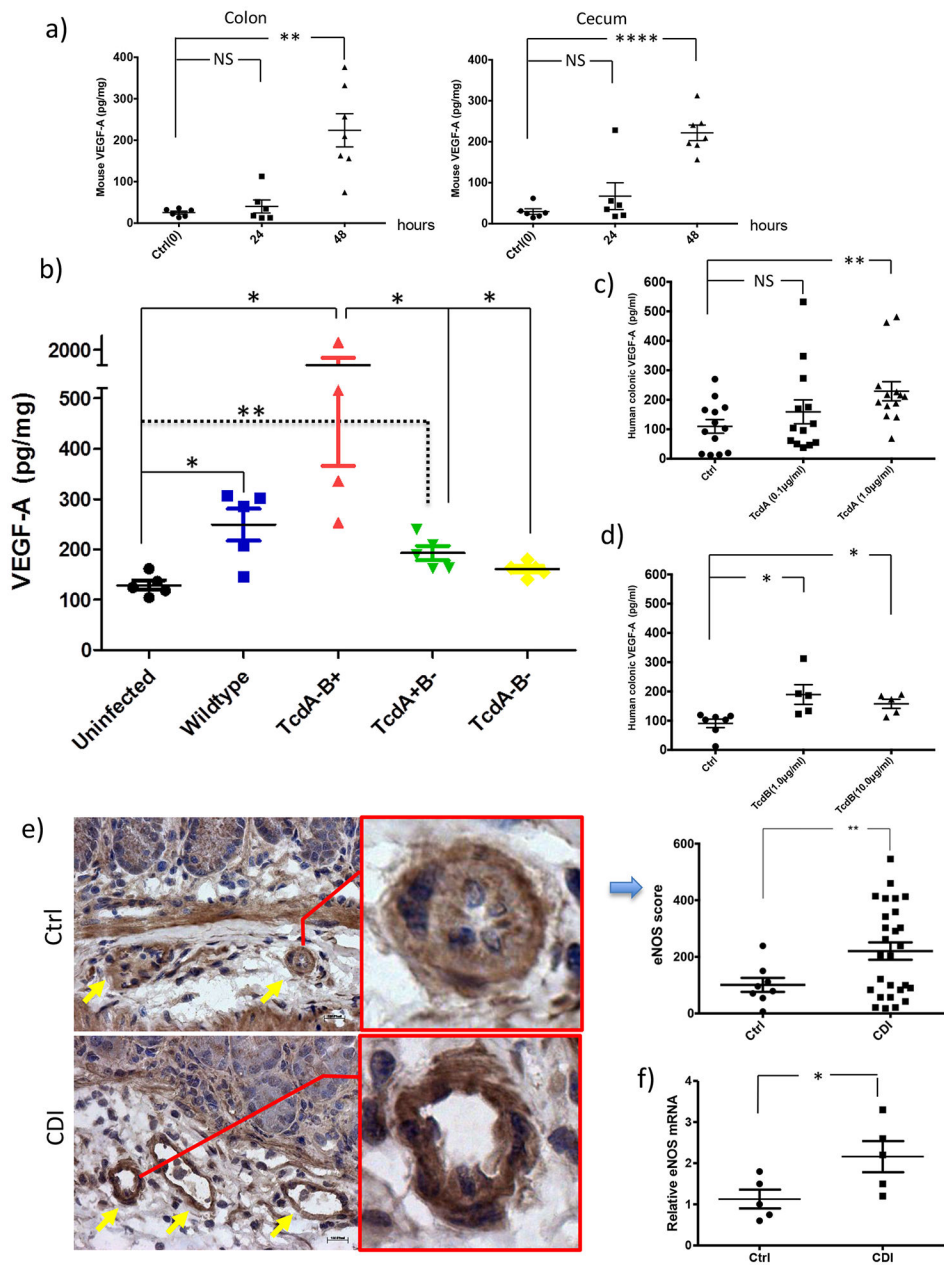 a)
Colon
Cecum
**
NS
400
300
200
100
0
Mouse VEGF-A (pg/mg)
Ctrl(0)
24
48
hours
****
NS
400
300
200
100
0
Mouse VEGF-A (pg/mg)
Ctrl(0)
24
48
hours
b)
*
*
*
**
*
2000
500
400
300
200
100
0
VEGF-A (pg/mg)
Uninfected
Wildtype
TcdA-B+
TcdA+B-
TcdA-B-
c)
**
NS
600
500
400
300
200
100
0
Human colonic VEGF-A (pg/ml)
Ctrl
TcdA (0.1µg/ml)
TcdA (1.0µg/ml)
d)
*
*
600
500
400
300
200
100
0
Human colonic VEGF-A (pg/ml)
Ctrl
TcdB(1.0µg/ml)
TcdB(10.0µg/ml)
e)
Ctrl
CDI
**
600
400
200
0
eNOS score
Ctrl
CDI
f)
*
4
3
2
1
0
Relative eNOS mRNA
Ctrl
CDI